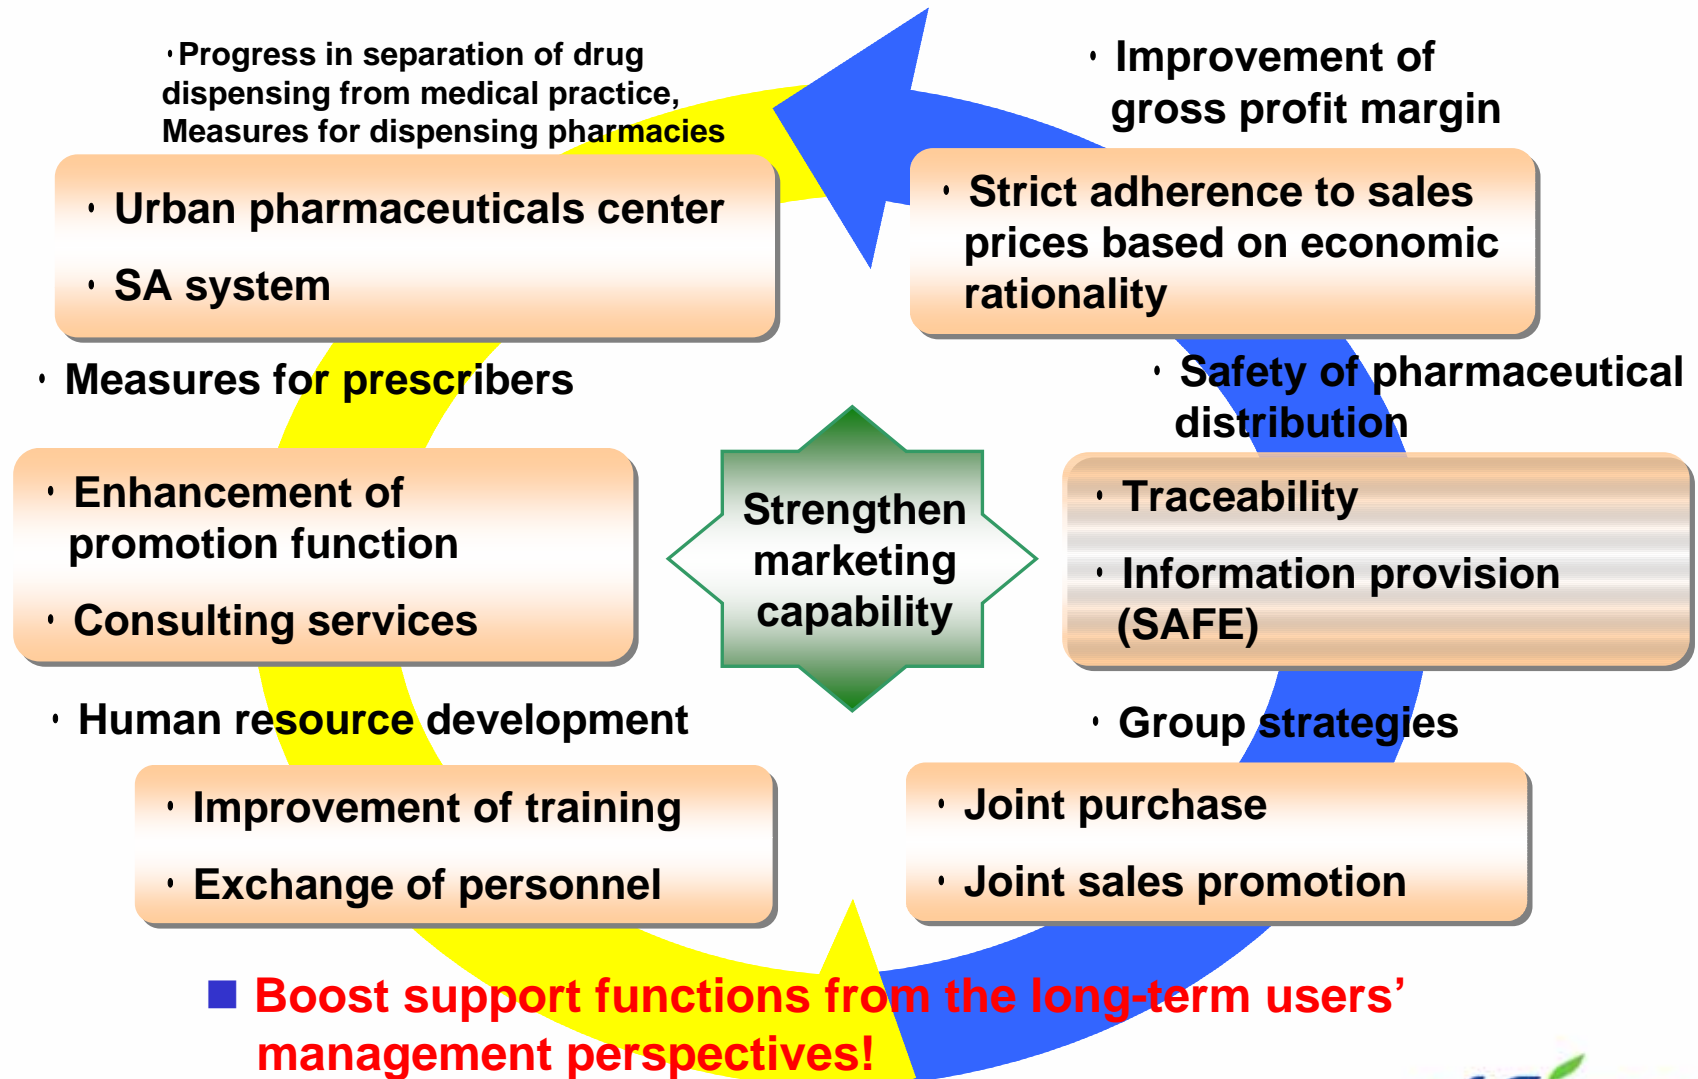 ・Progress in separation of drug
dispensing from medical practice,
Measures for dispensing pharmacies
・Urban pharmaceuticals center
・SA system
・Measures for prescribers
・Enhancement of
promotion function
・Consulting services
・Human resource development
・Improvement of training
・Exchange of personnel
Strengthen
marketing
capability
・Improvement of
gross profit margin
・Strict adherence to sales
prices based on economic
rationality
・Safety of pharmaceutical
distribution
・Traceability
・Information provision
(SAFE)
・Group strategies
・Joint purchase
・Joint sales promotion
■ Boost support functions from the long-term users’
management perspectives!